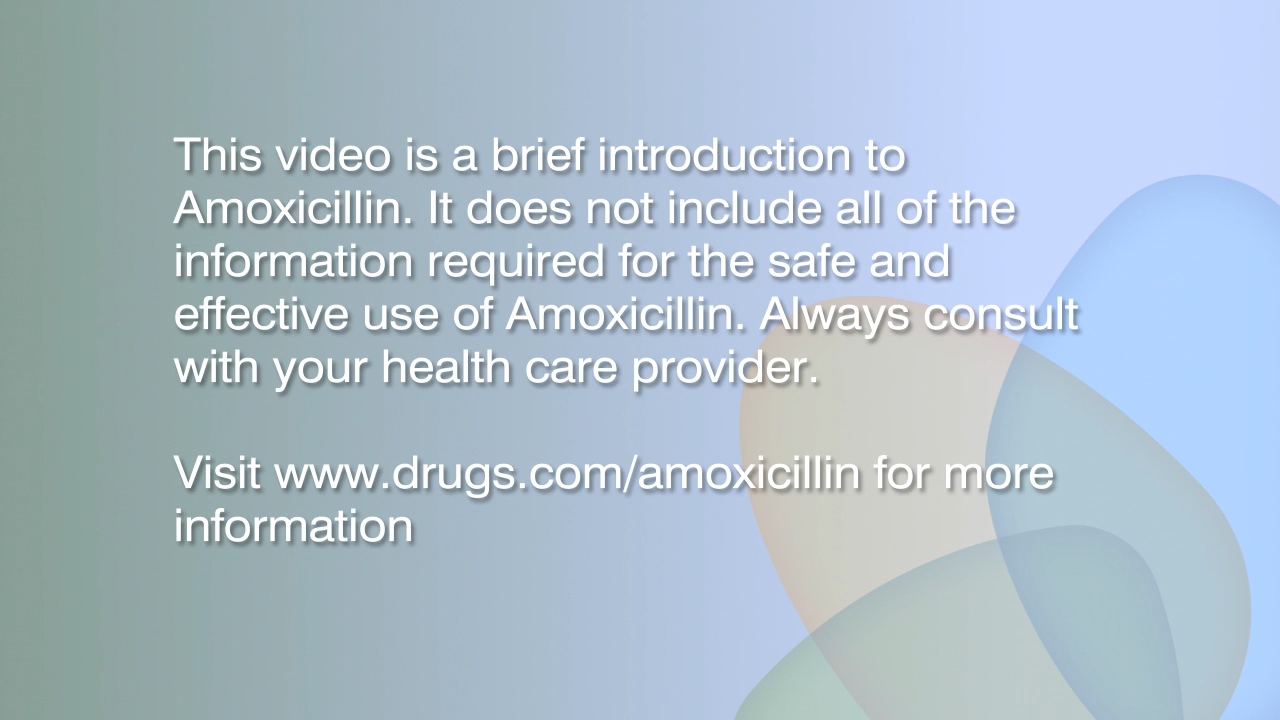 This video is a brief introduction to
Amoxicillin. It does not include all of the
information required for the safe and
effective use of Amoxicillin. Always consult
with your health care provider.
Visit www.drugs.com/amoxicillin for more
information